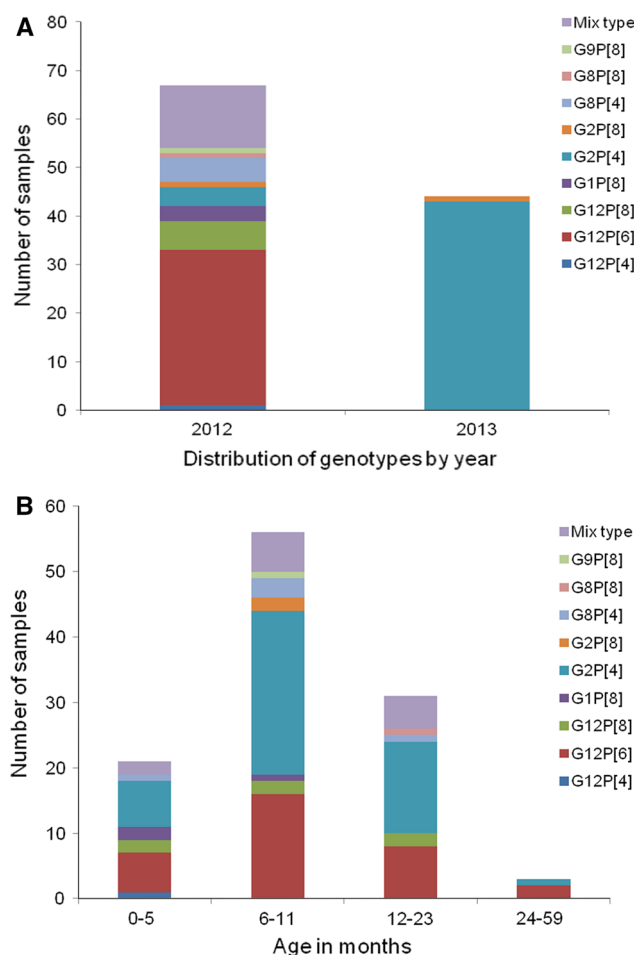 A
80
70
60
50
40
30
20
10
0
Number of samples
2012
2013
Distribution of genotypes by year
Mix type
G9P[8]
G8P[8]
G8P[4]
G2P[8]
G2P[4]
G1P[8]
G12P[8]
G12P[6]
G12P[4]
B
60
50
40
30
20
10
0
Number of samples
0-5
6-11
12-23
24-59
Age in months
Mix type
G9P[8]
G8P[8]
G8P[4]
G2P[8]
G2P[4]
G1P[8]
G12P[8]
G12P[6]
G12P[4]